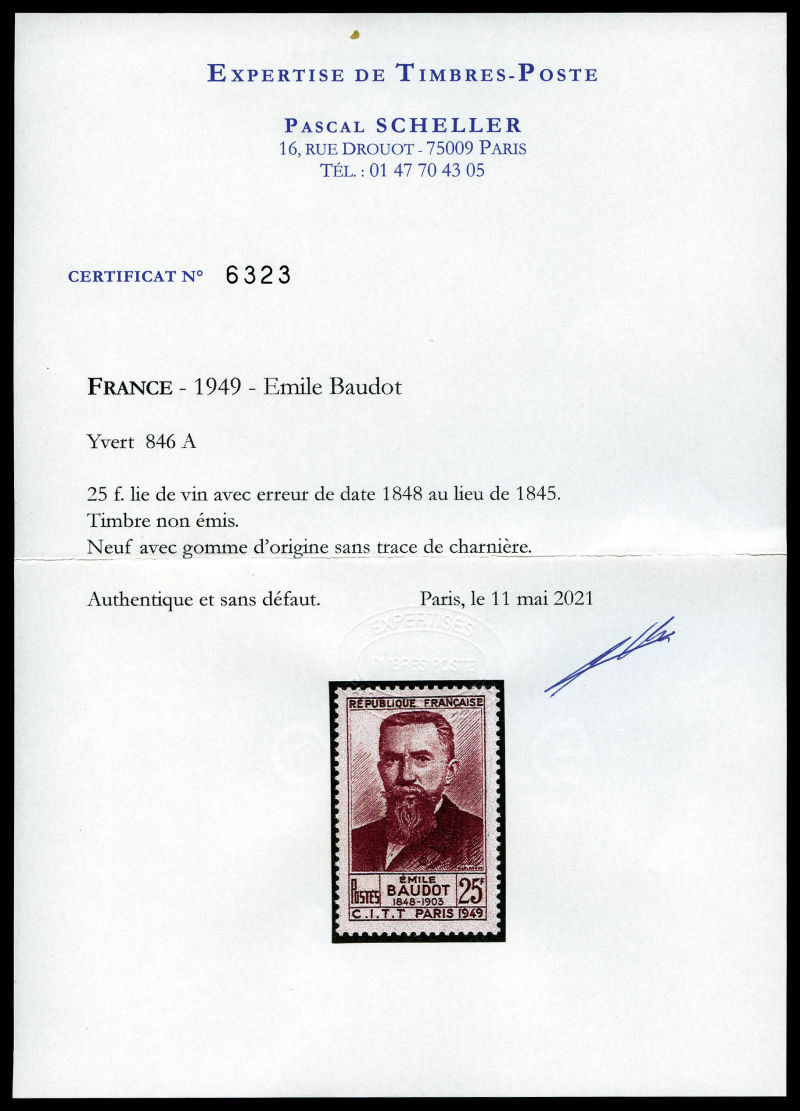 EXPERTISE DE TIMBRES-POSTE
PASCAL SCHELLER
16, RUE DROUOT - 75009 PARIS
TÉL. : 01 47 70 43 05
CERTIFICAT N° 6323
FRANCE - 1949 - Emile Baudot
Yvert 846 A
25 f. lie de vin avec erreur de date 1848 au lieu de 1845.
Timbre non émis.
Neuf avec gomme d'origine sans trace de charnière.
Authentique et sans défaut. Paris, le 11 mai 2021
EXPERTISES
TIMBRES POSTE
RÉPUBLIQUE FRANÇAISE
POSTES
ÉMILE
BAUDOT
1848-1903
25F
C.I.T.T PARIS 1949